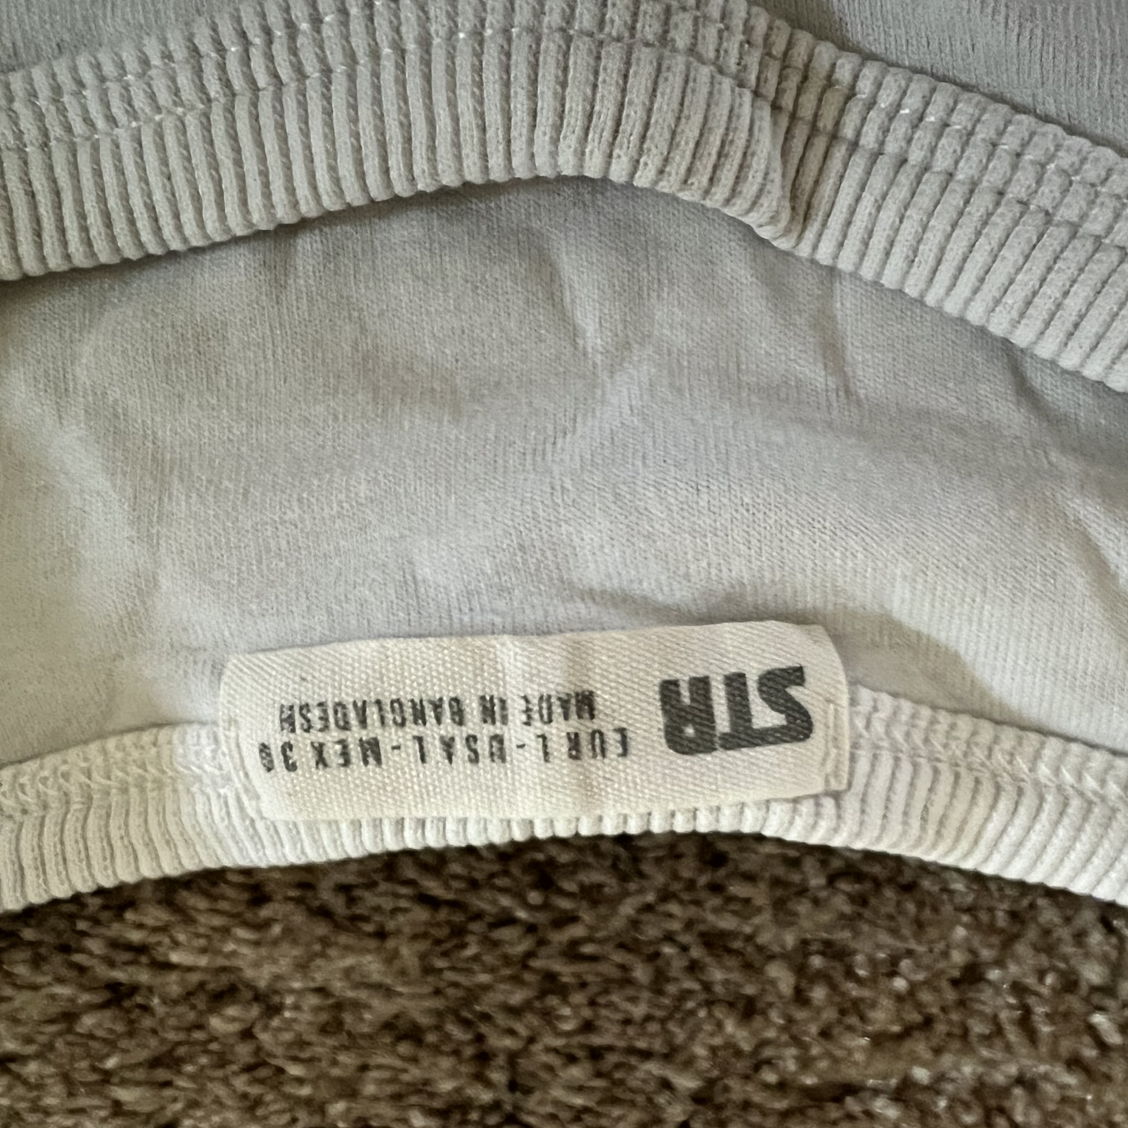 STR
EUR L - USA L - MEX 30
MADE IN BANGLADESH